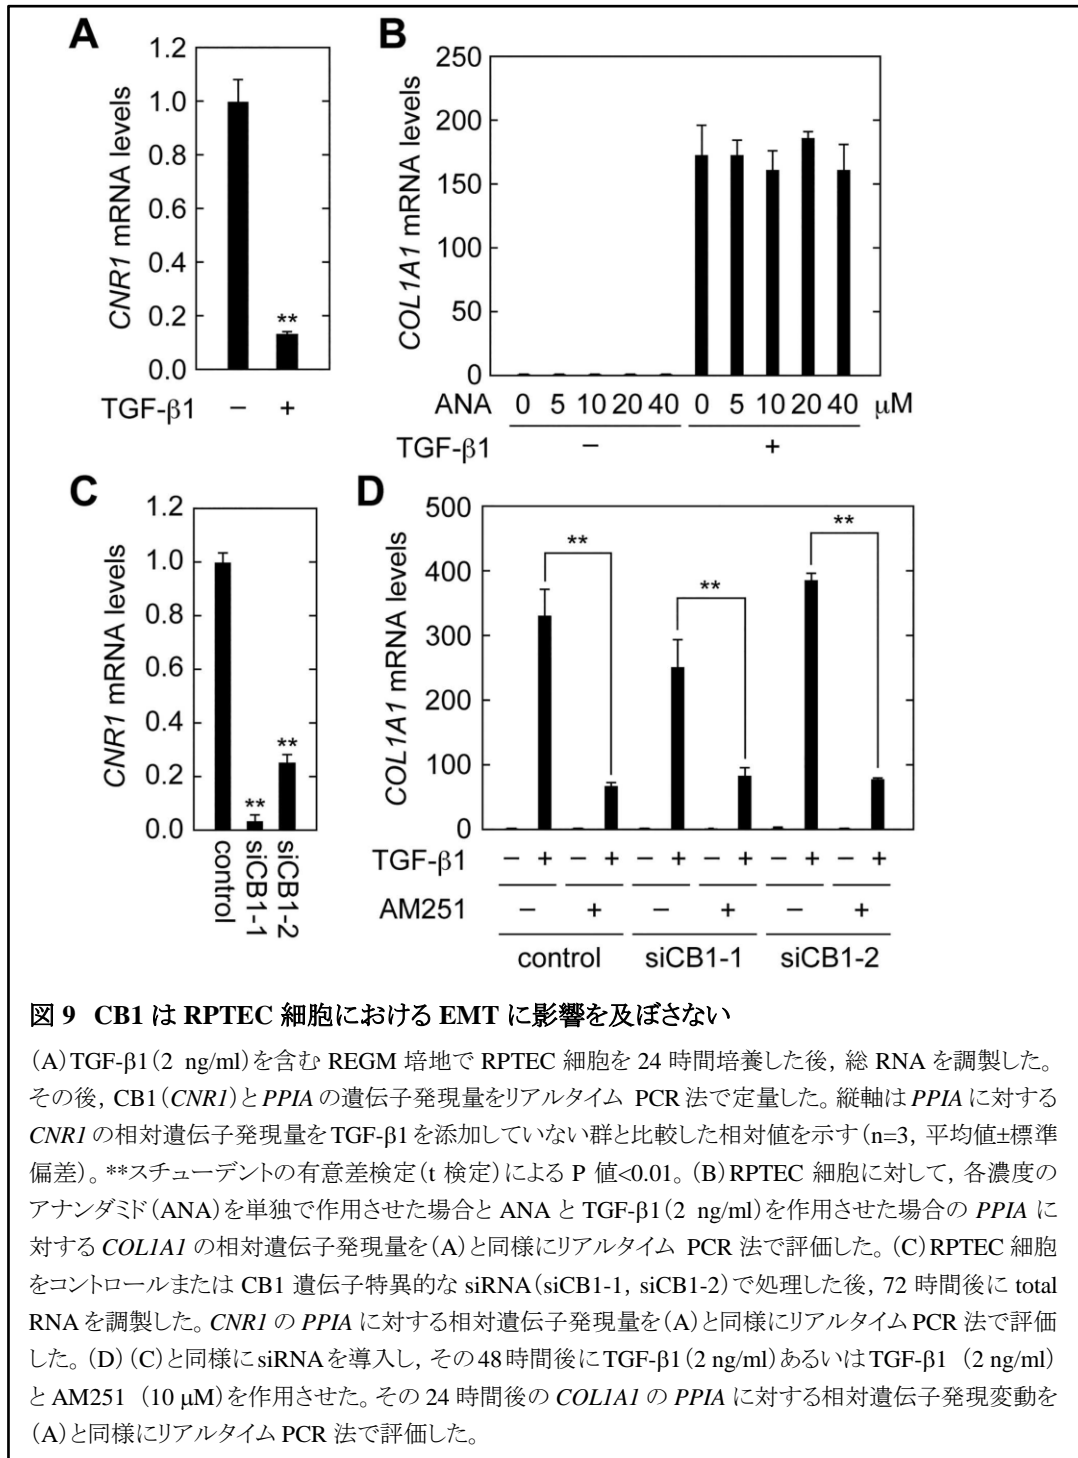 A
1.2
1.0
0.8
0.6
0.4
0.2
0.0
CNR1 mRNA levels
**
TGF-β1 − +
B
250
200
150
100
50
0
COL1A1 mRNA levels
ANA 0 5 10 20 40 0 5 10 20 40 μM
TGF-β1 − +
C
1.2
1.0
0.8
0.6
0.4
0.2
0.0
CNR1 mRNA levels
**
**
control
siCB1-1
siCB1-2
D
500
400
300
200
100
0
COL1A1 mRNA levels
**
**
**
TGF-β1 − + − + − + − + − + − +
AM251 − + − + − +
control siCB1-1 siCB1-2
図 9 CB1 は RPTEC 細胞における EMT に影響を及ぼさない
(A)TGF-β1(2 ng/ml)を含む REGM 培地で RPTEC 細胞を 24 時間培養した後, 総 RNA を調製した。
その後, CB1(CNR1)と PPIA の遺伝子発現量をリアルタイム PCR 法で定量した。縦軸は PPIA に対する
CNR1 の相対遺伝子発現量を TGF-β1 を添加していない群と比較した相対値を示す(n=3, 平均値±標準
偏差)。**スチューデントの有意差検定(t 検定)による P 値<0.01。(B)RPTEC 細胞に対して, 各濃度の
アナンダミド(ANA)を単独で作用させた場合と ANA と TGF-β1(2 ng/ml)を作用させた場合の PPIA に
対する COL1A1 の相対遺伝子発現量を(A)と同様にリアルタイム PCR 法で評価した。(C)RPTEC 細胞
をコントロールまたは CB1 遺伝子特異的な siRNA(siCB1-1, siCB1-2)で処理した後, 72 時間後に total
RNA を調製した。CNR1 の PPIA に対する相対遺伝子発現量を(A)と同様にリアルタイム PCR 法で評価
した。(D)(C)と同様に siRNA を導入し, その 48 時間後に TGF-β1(2 ng/ml)あるいは TGF-β1 (2 ng/ml)
と AM251 (10 μM)を作用させた。その 24 時間後の COL1A1 の PPIA に対する相対遺伝子発現変動を
(A)と同様にリアルタイム PCR 法で評価した。